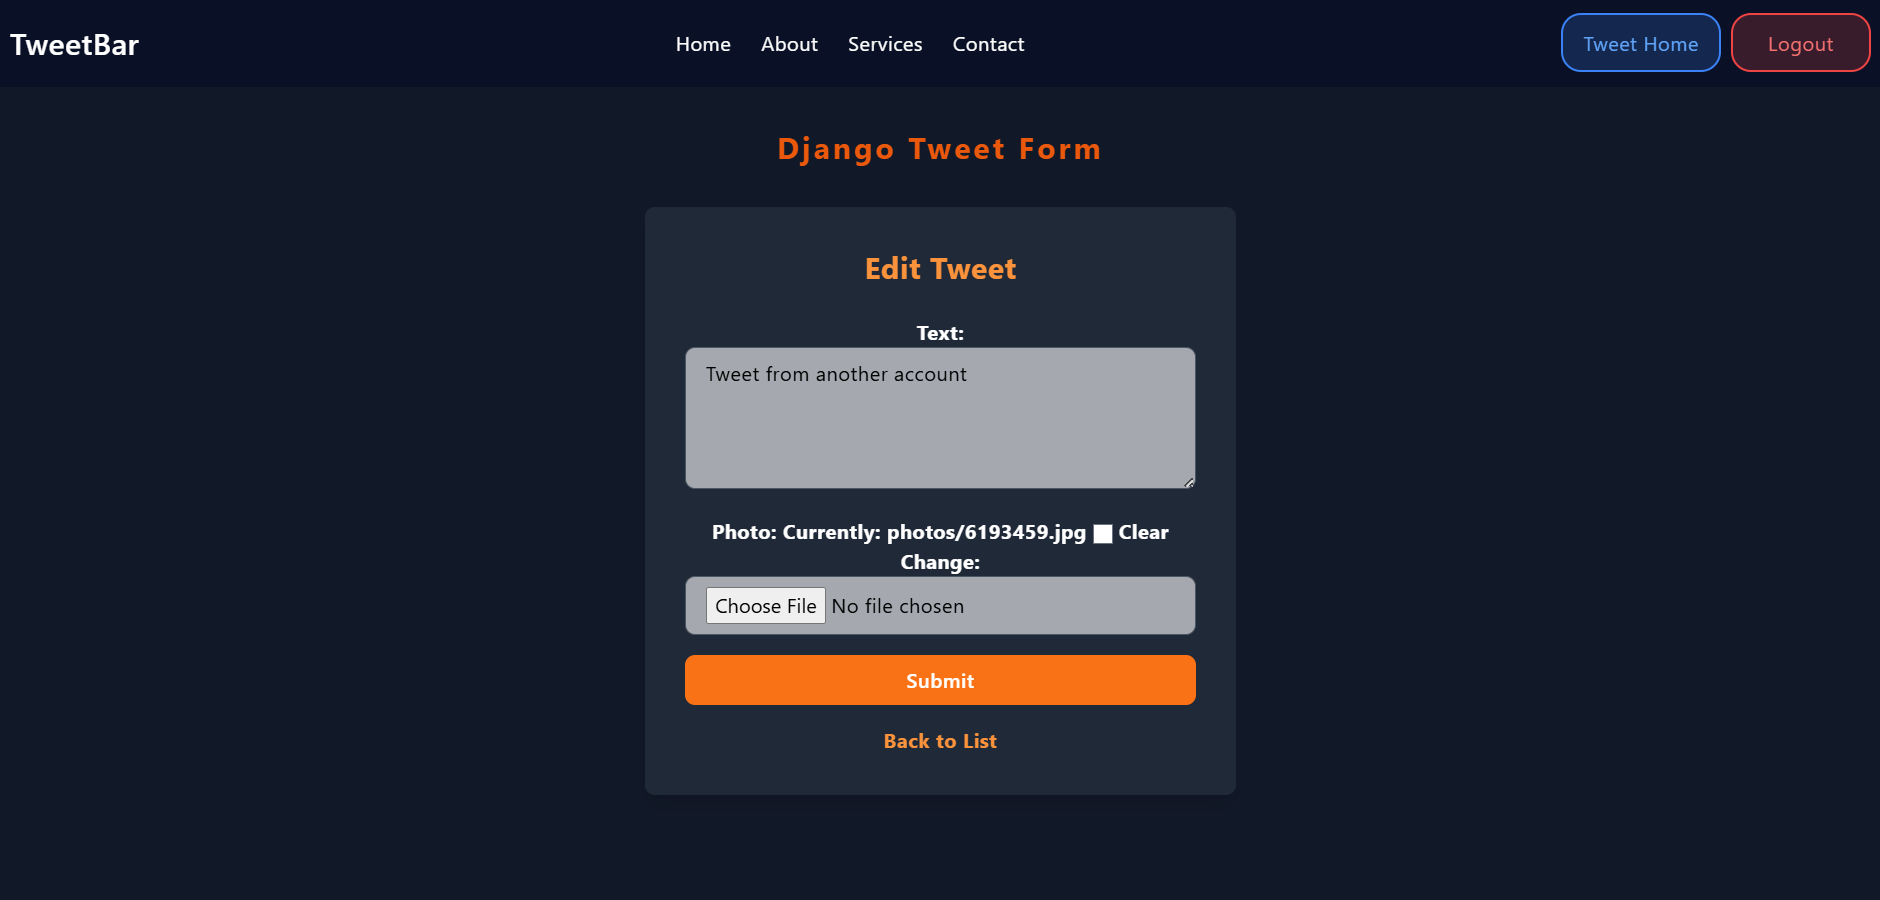 TweetBar Home About Services Contact Tweet Home Logout
Django Tweet Form
Edit Tweet
Text:
Tweet from another account
Photo: Currently: photos/6193459.jpg Clear
Change:
Choose File No file chosen
Submit
Back to List